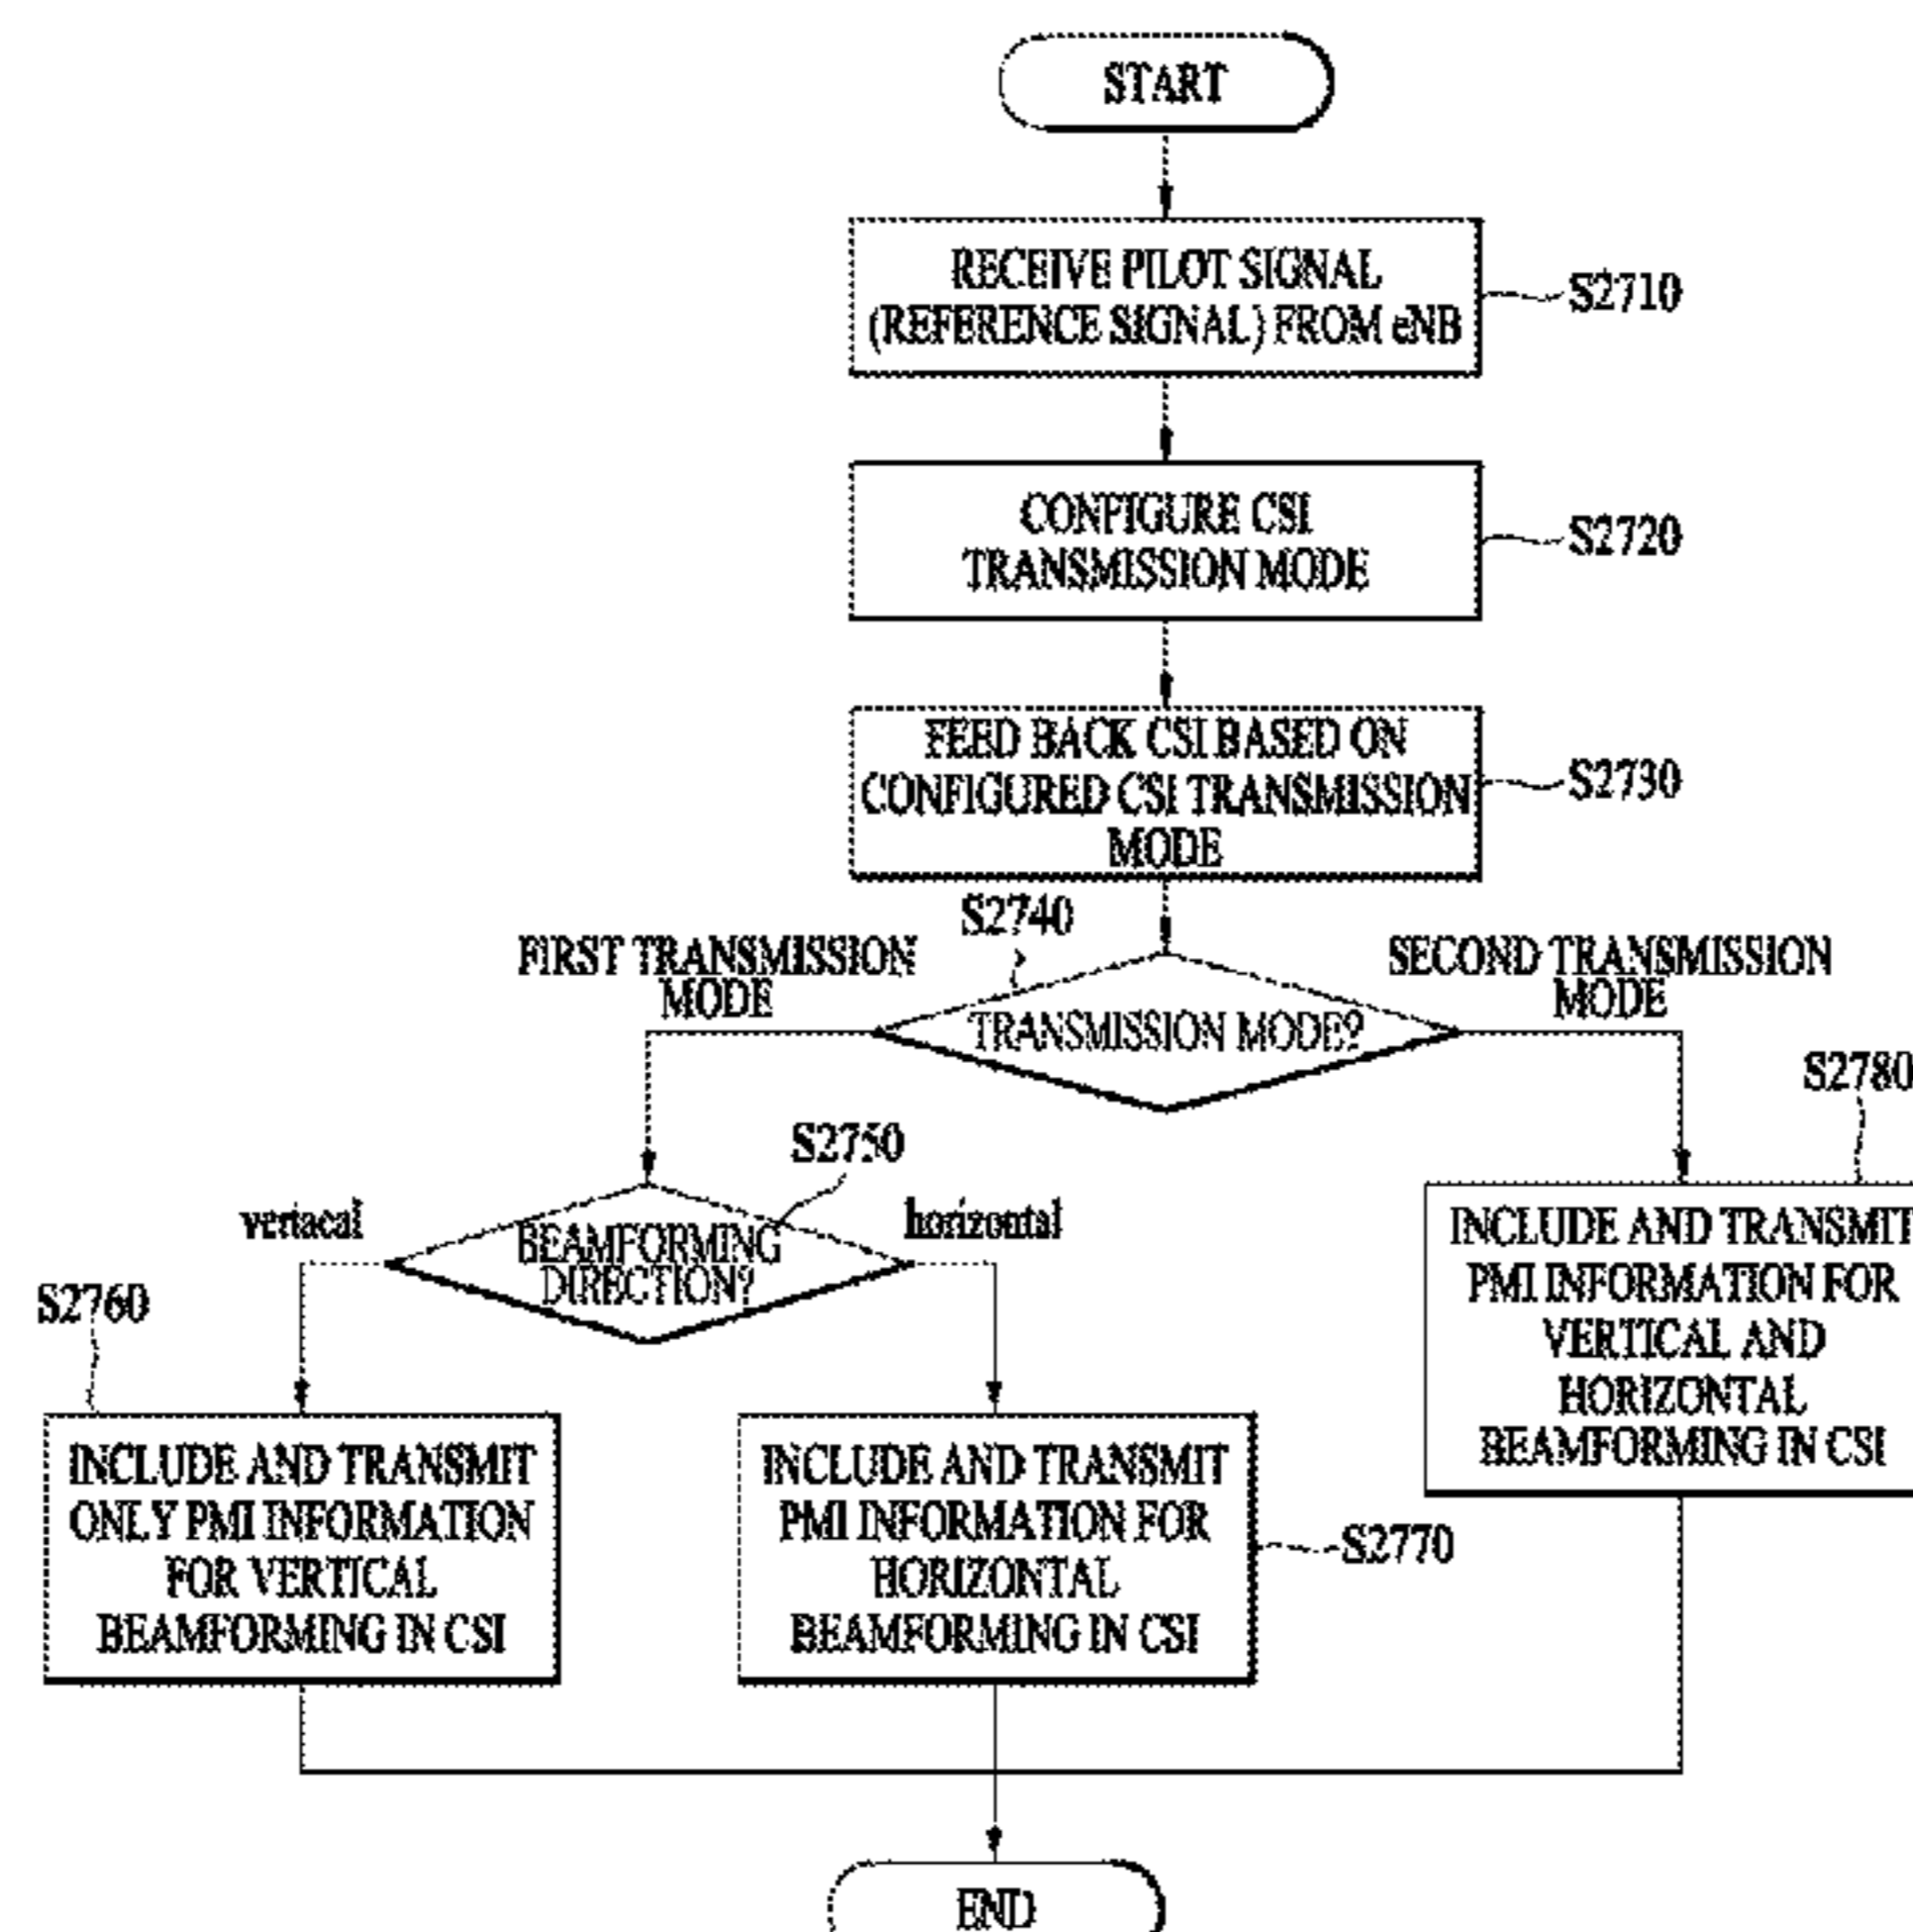 START
RECEIVE PILOT SIGNAL
(REFERENCE SIGNAL) FROM eNB
S2710
CONFIGURE CSI
TRANSMISSION MODE
S2720
FEED BACK CSI BASED ON
CONFIGURED CSI TRANSMISSION
MODE
S2730
S2740
FIRST TRANSMISSION
MODE
SECOND TRANSMISSION
MODE
TRANSMISSION MODE?
S2750
vertacal
BEAMFORMING
DIRECTION?
horizontal
S2780
INCLUDE AND TRANSMIT
PMI INFORMATION FOR
VERTICAL AND
HORIZONTAL
BEAMFORMING IN CSI
S2760
INCLUDE AND TRANSMIT
ONLY PMI INFORMATION
FOR VERTICAL
BEAMFORMING IN CSI
INCLUDE AND TRANSMIT
PMI INFORMATION FOR
HORIZONTAL
BEAMFORMING IN CSI
S2770
END